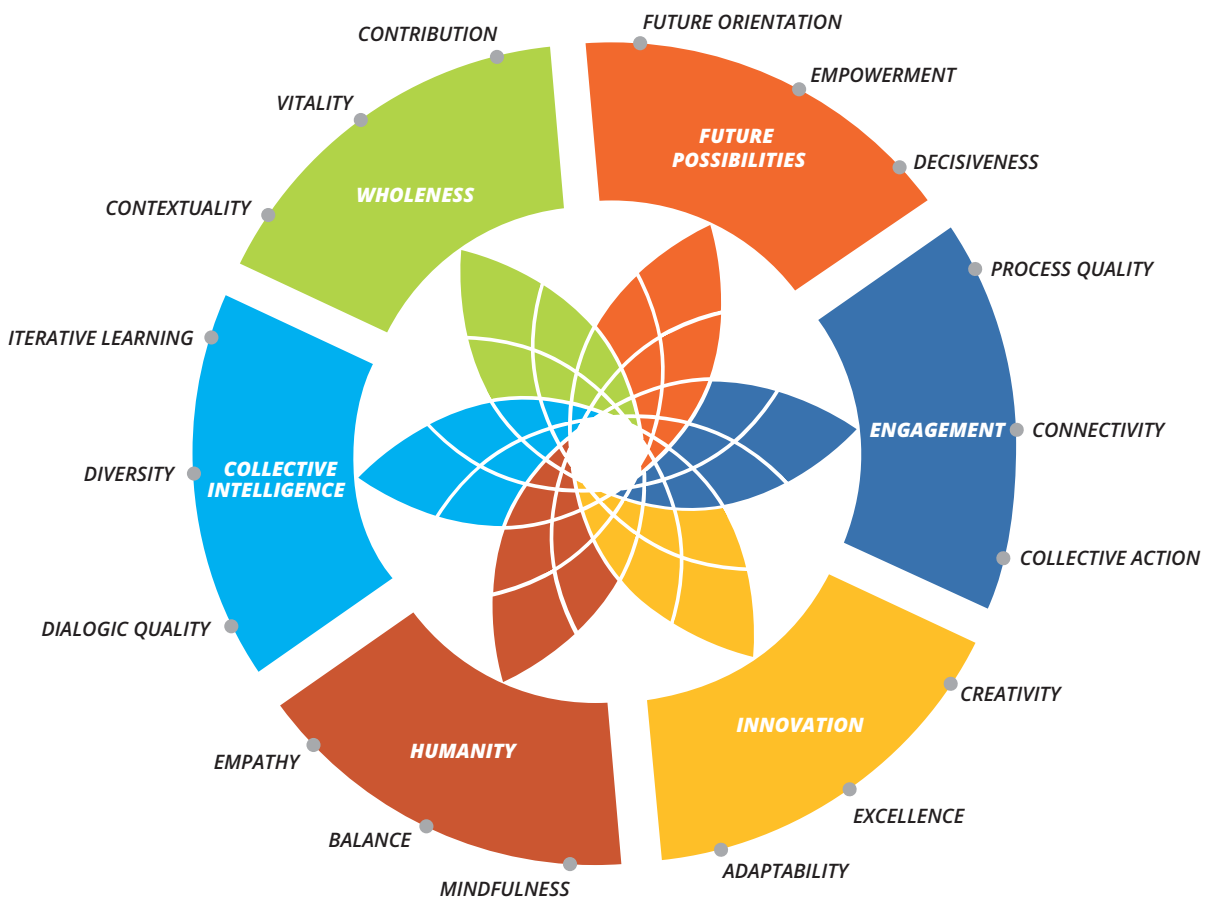 FUTURE ORIENTATION
CONTRIBUTION
EMPOWERMENT
VITALITY
FUTURE
POSSIBILITIES
DECISIVENESS
WHOLENESS
CONTEXTUALITY
PROCESS QUALITY
ITERATIVE LEARNING
ENGAGEMENT
CONNECTIVITY
COLLECTIVE
INTELLIGENCE
DIVERSITY
COLLECTIVE ACTION
DIALOGIC QUALITY
CREATIVITY
INNOVATION
HUMANITY
EMPATHY
EXCELLENCE
BALANCE
ADAPTABILITY
MINDFULNESS